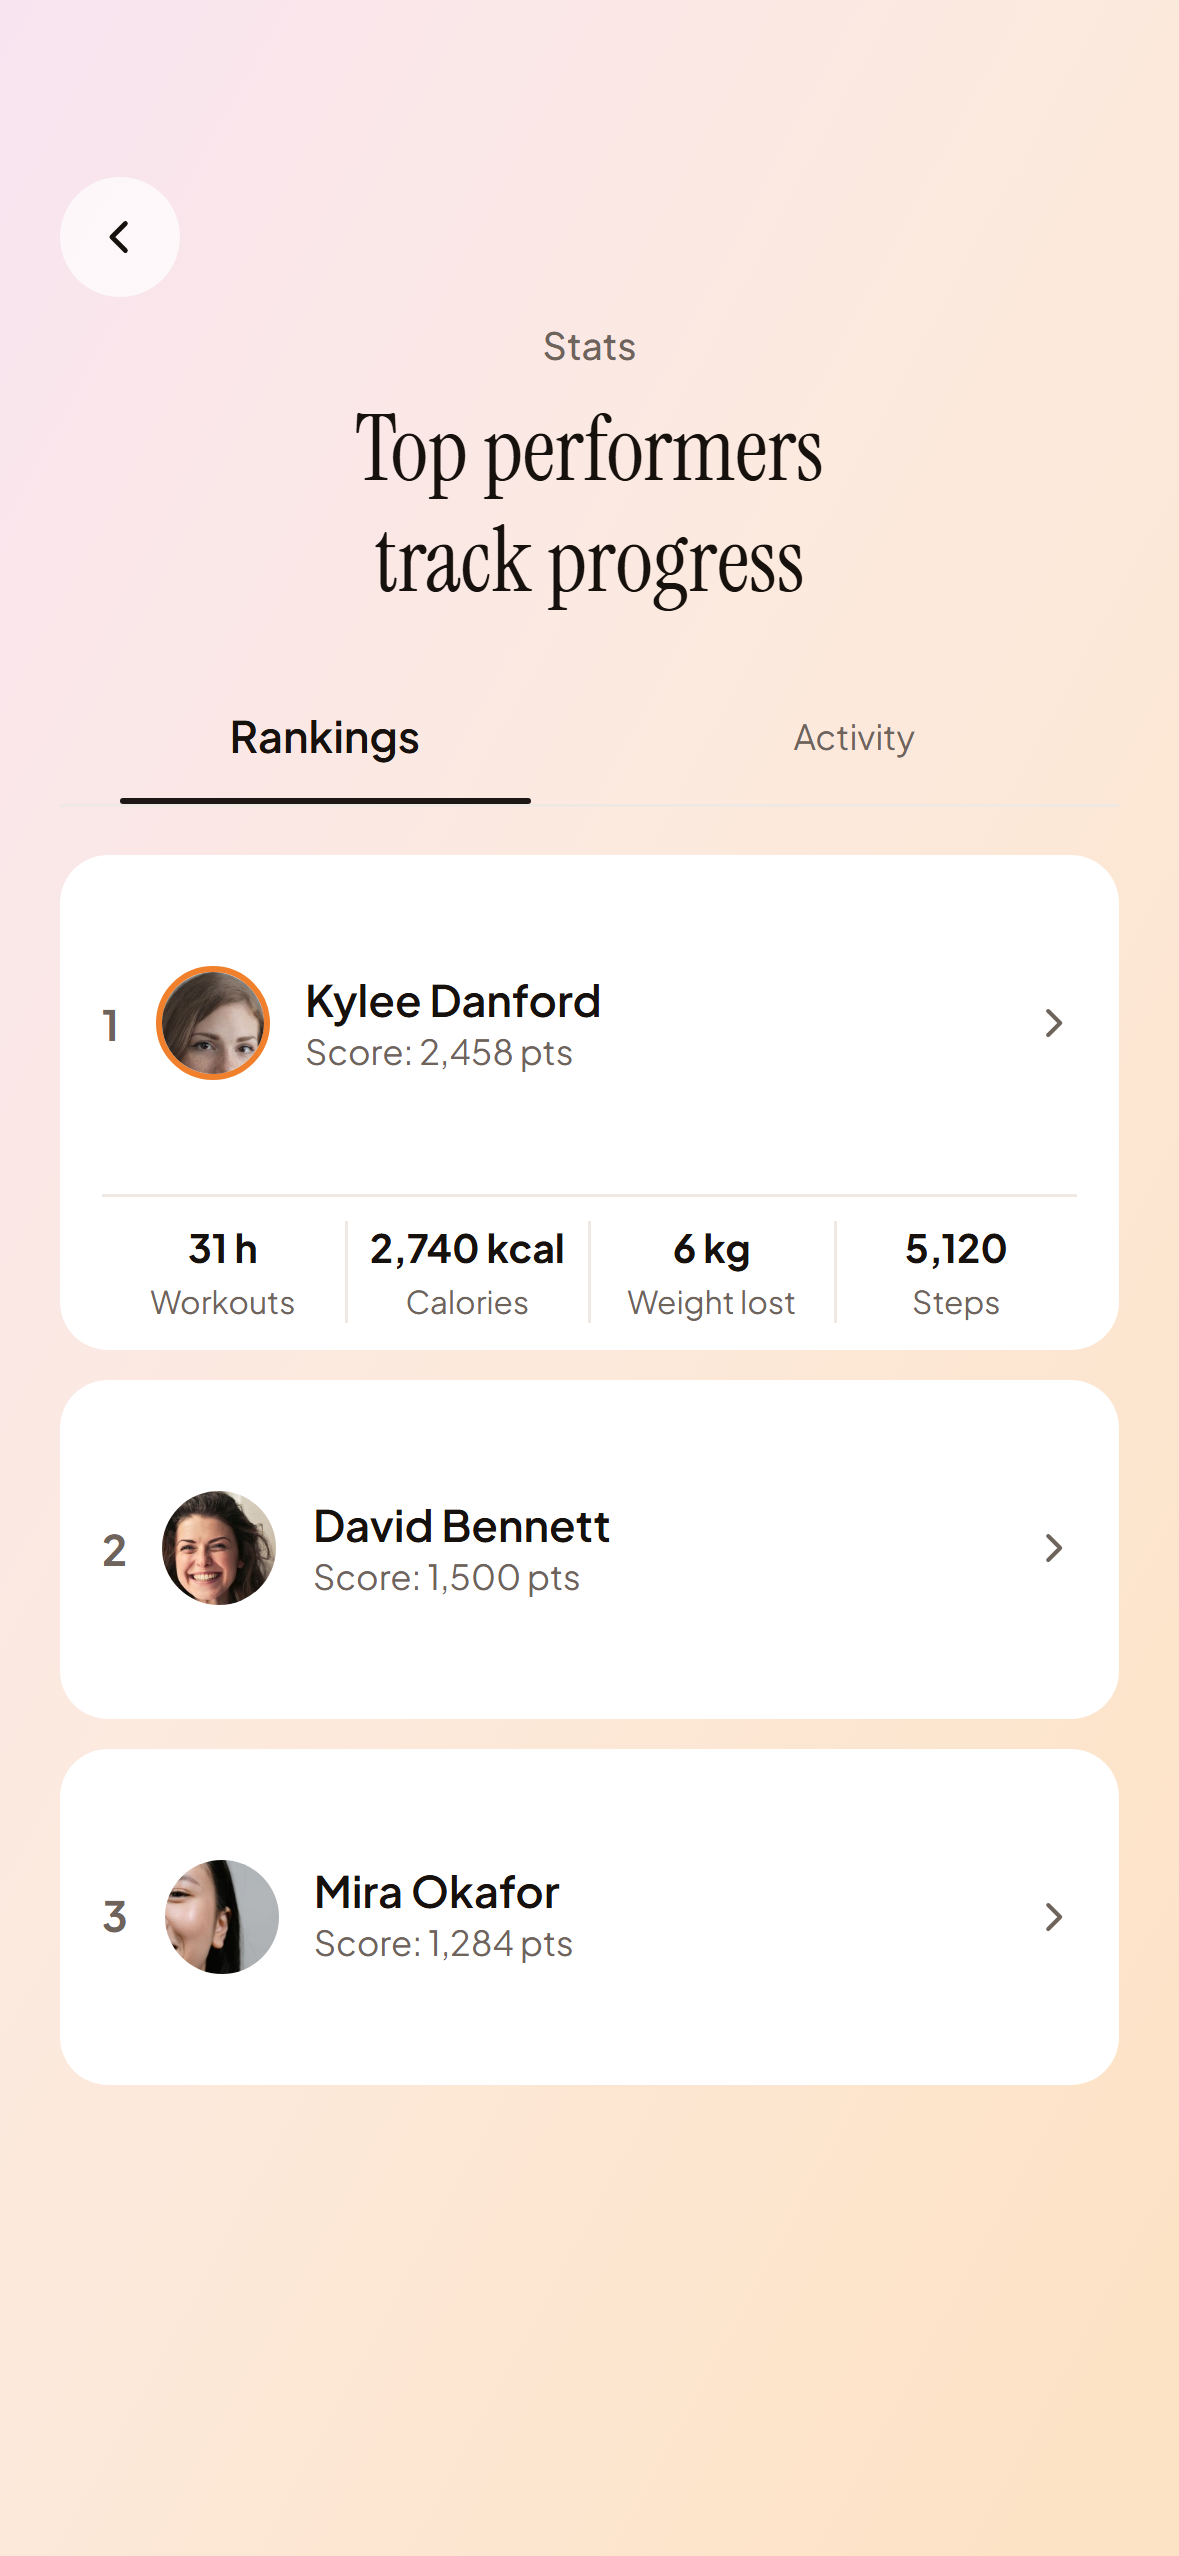 Stats
Top performers
track progress
Rankings
Activity
1
Kylee Danford
Score: 2,458 pts
31 h
Workouts
2,740 kcal
Calories
6 kg
Weight lost
5,120
Steps
2
David Bennett
Score: 1,500 pts
3
Mira Okafor
Score: 1,284 pts